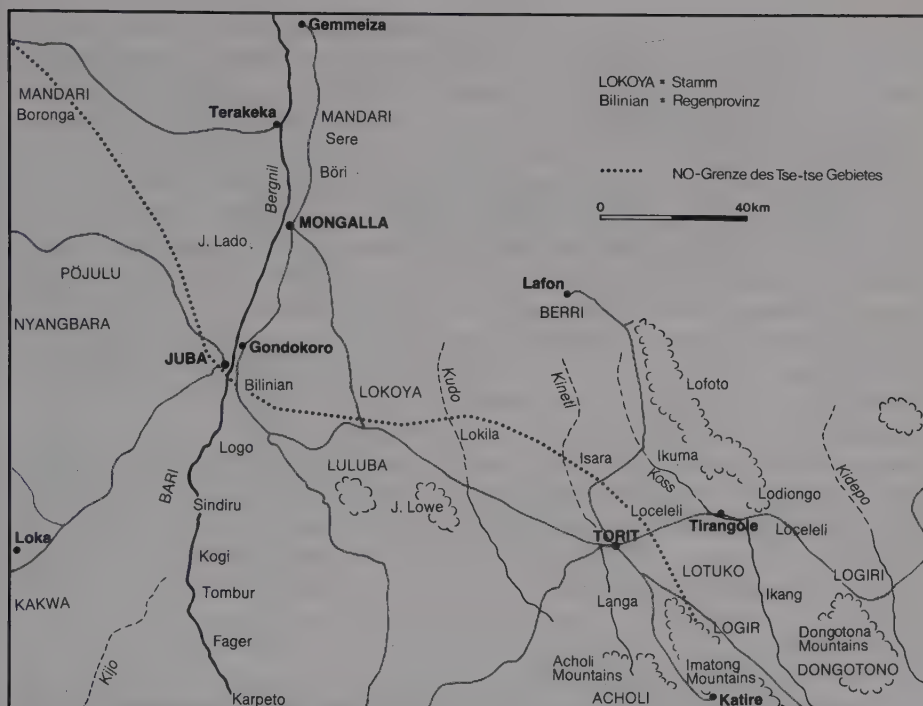 Gemmeiza
LOKOYA = Stamm
Bilinian = Regenprovinz
MANDARI
Boronga
Terakeka
MANDARI
Sere
Böri
Bergnil
NO-Grenze des Tse-tse Gebietes
0 40km
MONGALLA
J. Lado
PÖJULU
Lafon
BERRI
NYANGBARA
Gondokoro
JUBA
Bilinian
LOKOYA
Kudo
Kineti
Lofoto
Lokila
Kidepo
Logo
LULUBA
Isara
Ikuma
Koss
BARI
Sindiru
J. Lowe
Lodiongo
Loceleli
Tirangole
Loceleli
Loka
TORIT
Kogi
LOTUKO
LOGIRI
KAKWA
Tombur
Langa
Ikang
Fager
LOGIR
Dongotona
Mountains
Kijo
Acholi
Mountains
Imatong
Mountains
DONGOTONO
Karpeto
ACHOLI
Katire